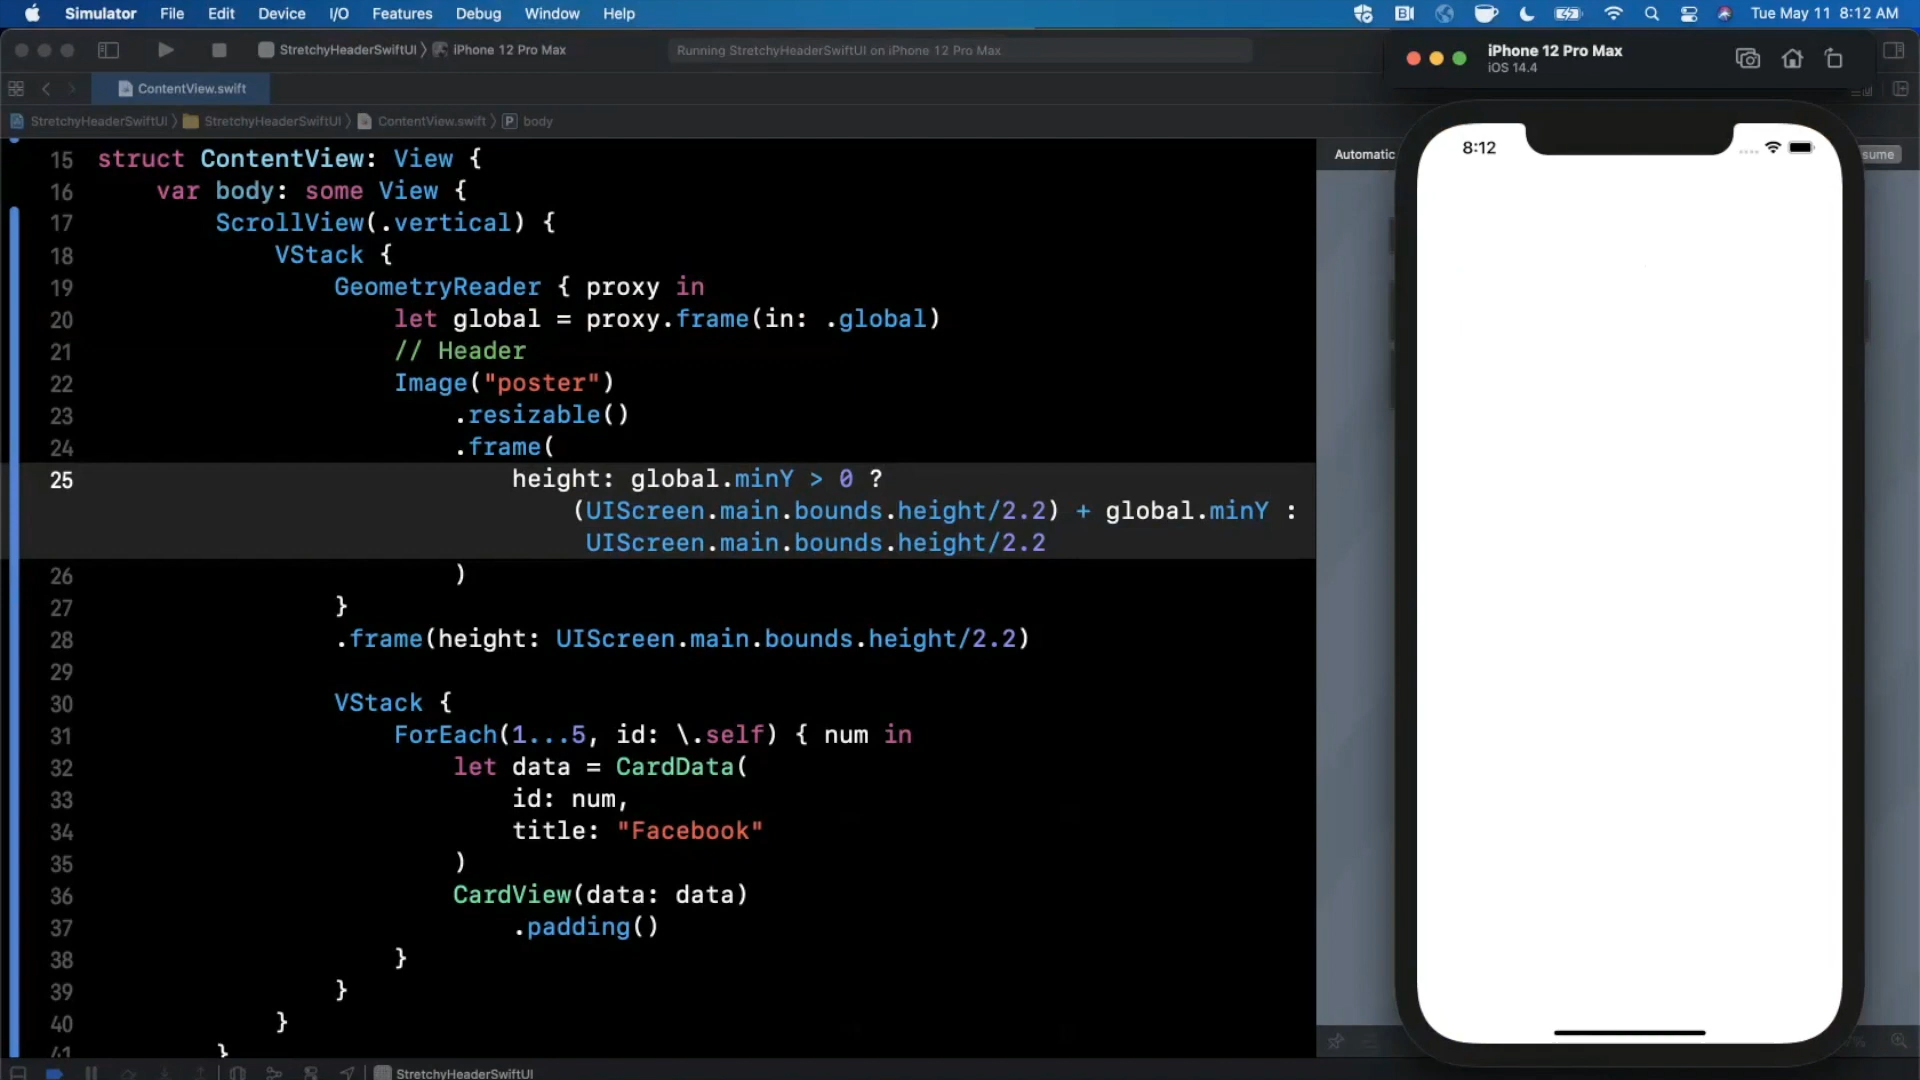 Simulator File Edit Device I/O Features Debug Window Help Tue May 11 8:12 AM
StretchyHeaderSwiftUI iPhone 12 Pro Max Running StretchyHeaderSwiftUI on iPhone 12 Pro Max
iPhone 12 Pro Max
iOS 14.4
ContentView.swift
StretchyHeaderSwiftUI StretchyHeaderSwiftUI ContentView.swift P body
Automatic
sume
8:12
15 struct ContentView: View {
16 var body: some View {
17 ScrollView(.vertical) {
18 VStack {
19 GeometryReader { proxy in
20 let global = proxy.frame(in: .global)
21 // Header
22 Image("poster")
23 .resizable()
24 .frame(
25 height: global.minY > 0 ?
(UIScreen.main.bounds.height/2.2) + global.minY :
UIScreen.main.bounds.height/2.2
26 )
27 }
28 .frame(height: UIScreen.main.bounds.height/2.2)
29
30 VStack {
31 ForEach(1...5, id: \.self) { num in
32 let data = CardData(
33 id: num,
34 title: "Facebook"
35 )
36 CardView(data: data)
37 .padding()
38 }
39 }
40 }
41 }
StretchyHeaderSwiftUI